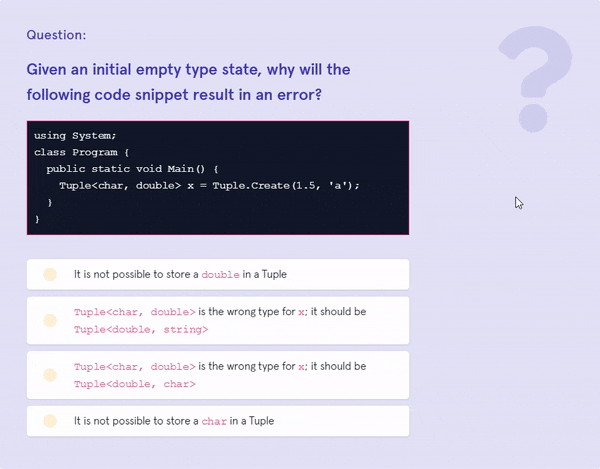 Question:
Given an initial empty type state, why will the
following code snippet result in an error?
?
using System;
class Program {
public static void Main() {
Tuple<char, double> x = Tuple.Create(1.5, 'a');
}
}
It is not possible to store a double in a Tuple
Tuple<char, double> is the wrong type for x; it should be
Tuple<double, string>
Tuple<char, double> is the wrong type for x; it should be
Tuple<double, char>
It is not possible to store a char in a Tuple